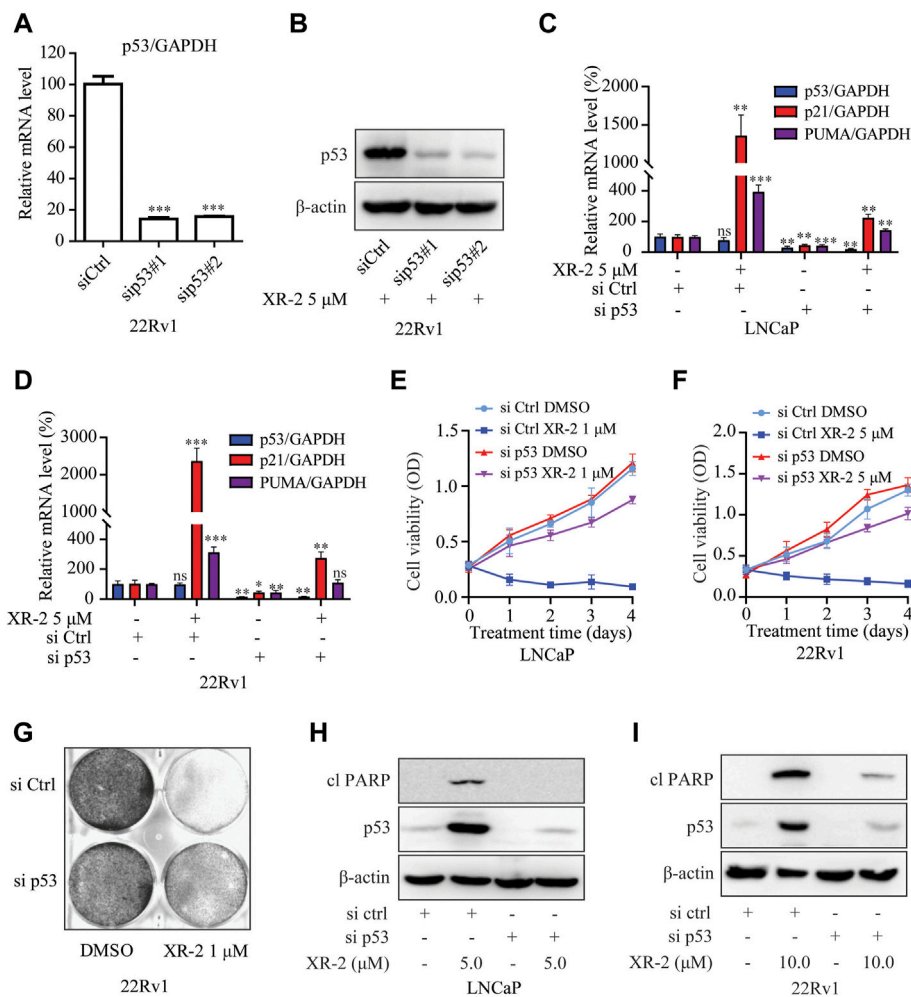 A
p53/GAPDH
Relative mRNA level
120
100
80
60
40
20
0
***
***
siCtrl
sip53#1
sip53#2
22Rv1
B
p53
β-actin
siCtrl
sip53#1
sip53#2
XR-2 5 μM + + +
22Rv1
C
Relative mRNA level (%)
2000
1500
1000
400
200
0
p53/GAPDH
p21/GAPDH
PUMA/GAPDH
ns ** *** ** ** *** ** ** **
XR-2 5 μM - + - +
si Ctrl + + - -
si p53 - - + +
LNCaP
D
Relative mRNA level (%)
3000
2000
1000
400
200
0
p53/GAPDH
p21/GAPDH
PUMA/GAPDH
ns *** *** ** * ** ** ** ns
XR-2 5 μM - + - +
si Ctrl + + - -
si p53 - - + +
22Rv1
E
si Ctrl DMSO
si Ctrl XR-2 1 μM
si p53 DMSO
si p53 XR-2 1 μM
Cell viability (OD)
1.5
1.0
0.5
0.0
0 1 2 3 4
Treatment time (days)
LNCaP
F
si Ctrl DMSO
si Ctrl XR-2 5 μM
si p53 DMSO
si p53 XR-2 5 μM
Cell viability (OD)
2.0
1.5
1.0
0.5
0.0
0 1 2 3 4
Treatment time (days)
22Rv1
G
si Ctrl
si p53
DMSO XR-2 1 μM
22Rv1
H
cl PARP
p53
β-actin
si ctrl + + - -
si p53 - - + +
XR-2 (μM) - 5.0 - 5.0
LNCaP
I
cl PARP
p53
β-actin
si ctrl + + - -
si p53 - - + +
XR-2 (μM) - 10.0 - 10.0
22Rv1